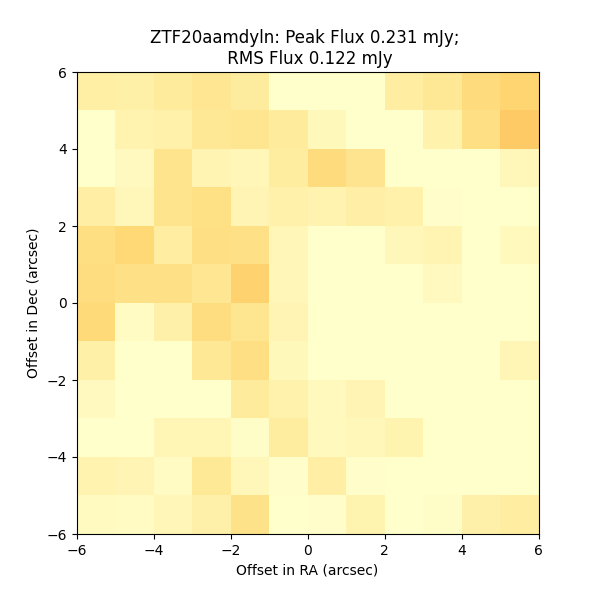 ZTF20aamdyln: Peak Flux 0.231 mJy;
RMS Flux 0.122 mJy
6
4
2
0
−2
−4
−6
Offset in Dec (arcsec)
−6 −4 −2 0 2 4 6
Offset in RA (arcsec)